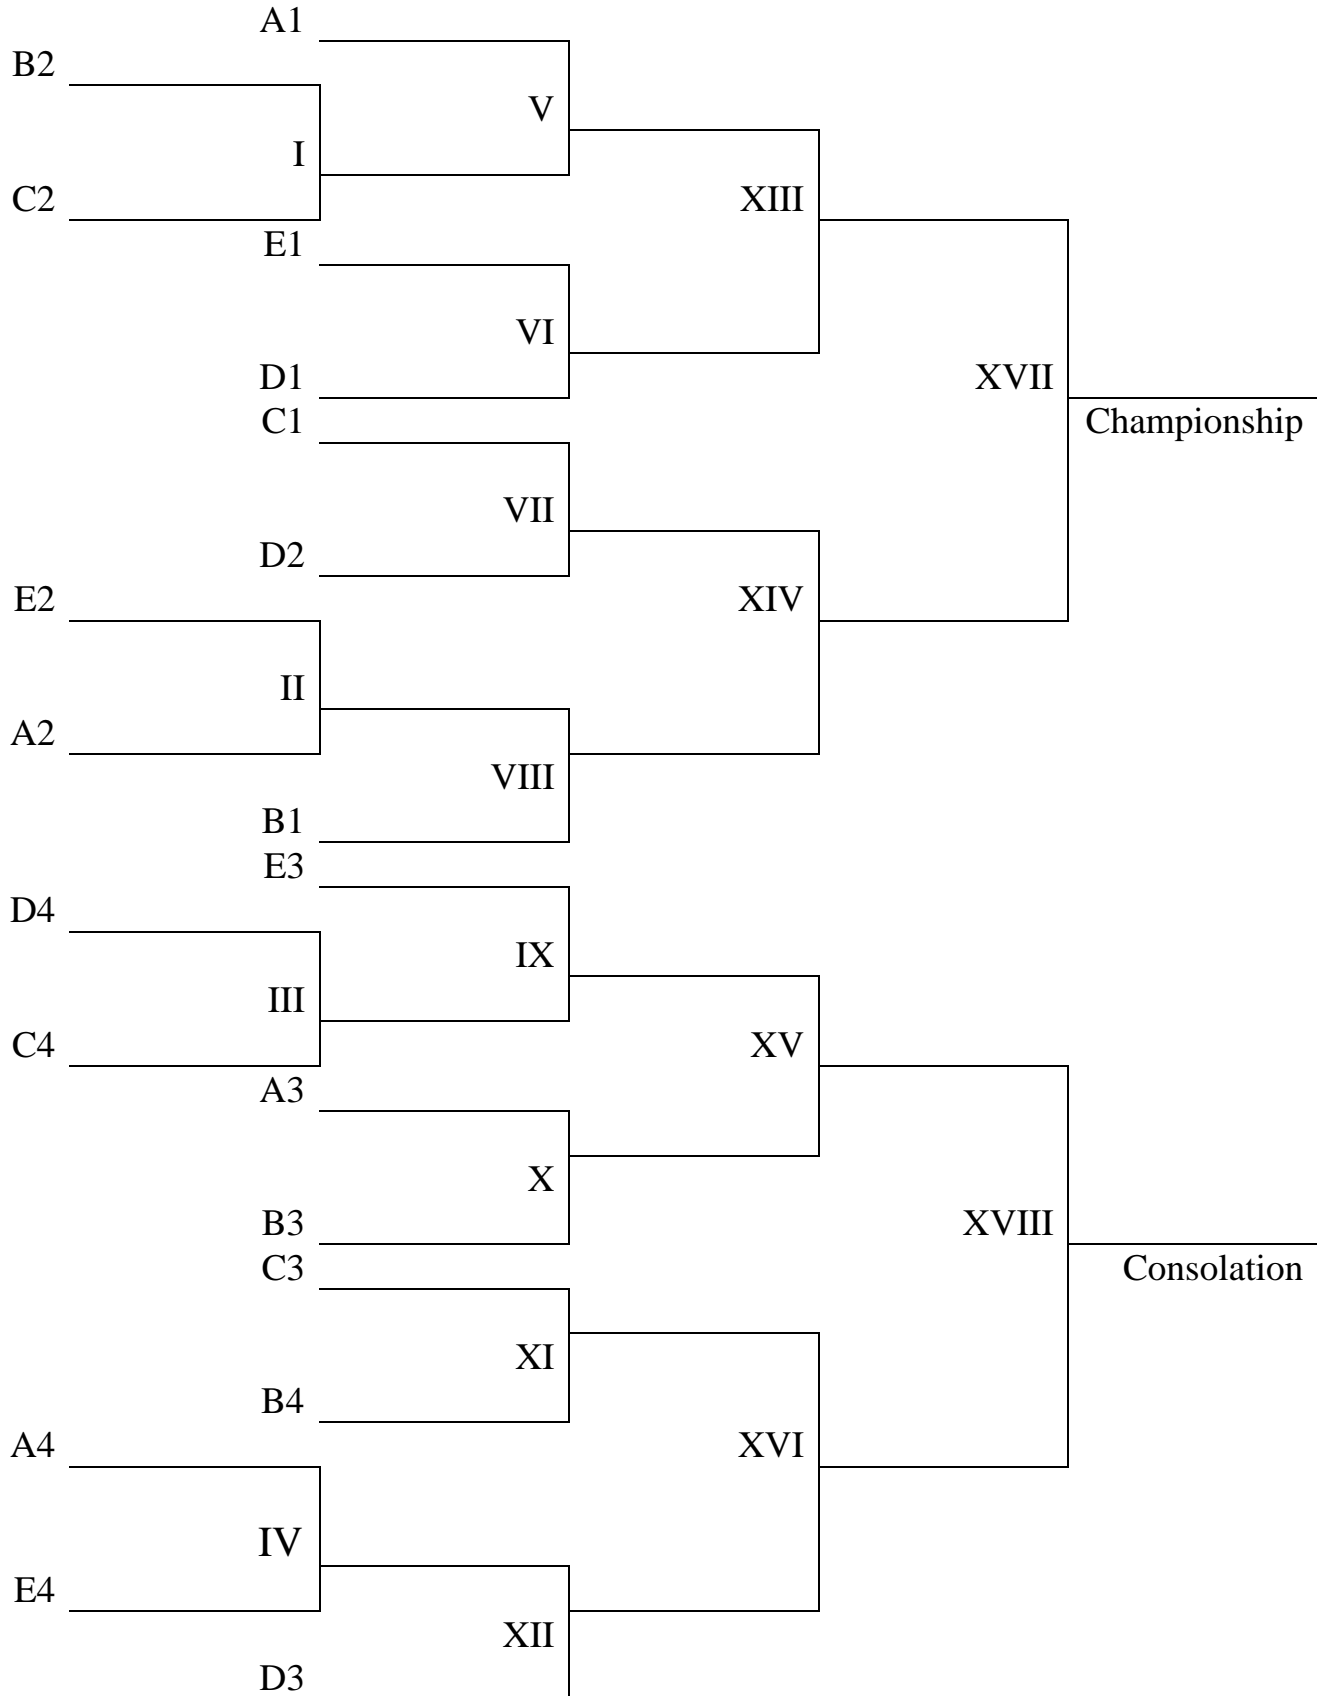 A1
B2
V
I
C2
XIII
E1
VI
D1
XVII
C1
Championship
VII
D2
E2
XIV
II
A2
VIII
B1
E3
D4
IX
III
C4
XV
A3
X
B3
XVIII
C3
Consolation
XI
B4
A4
XVI
IV
E4
XII
D3